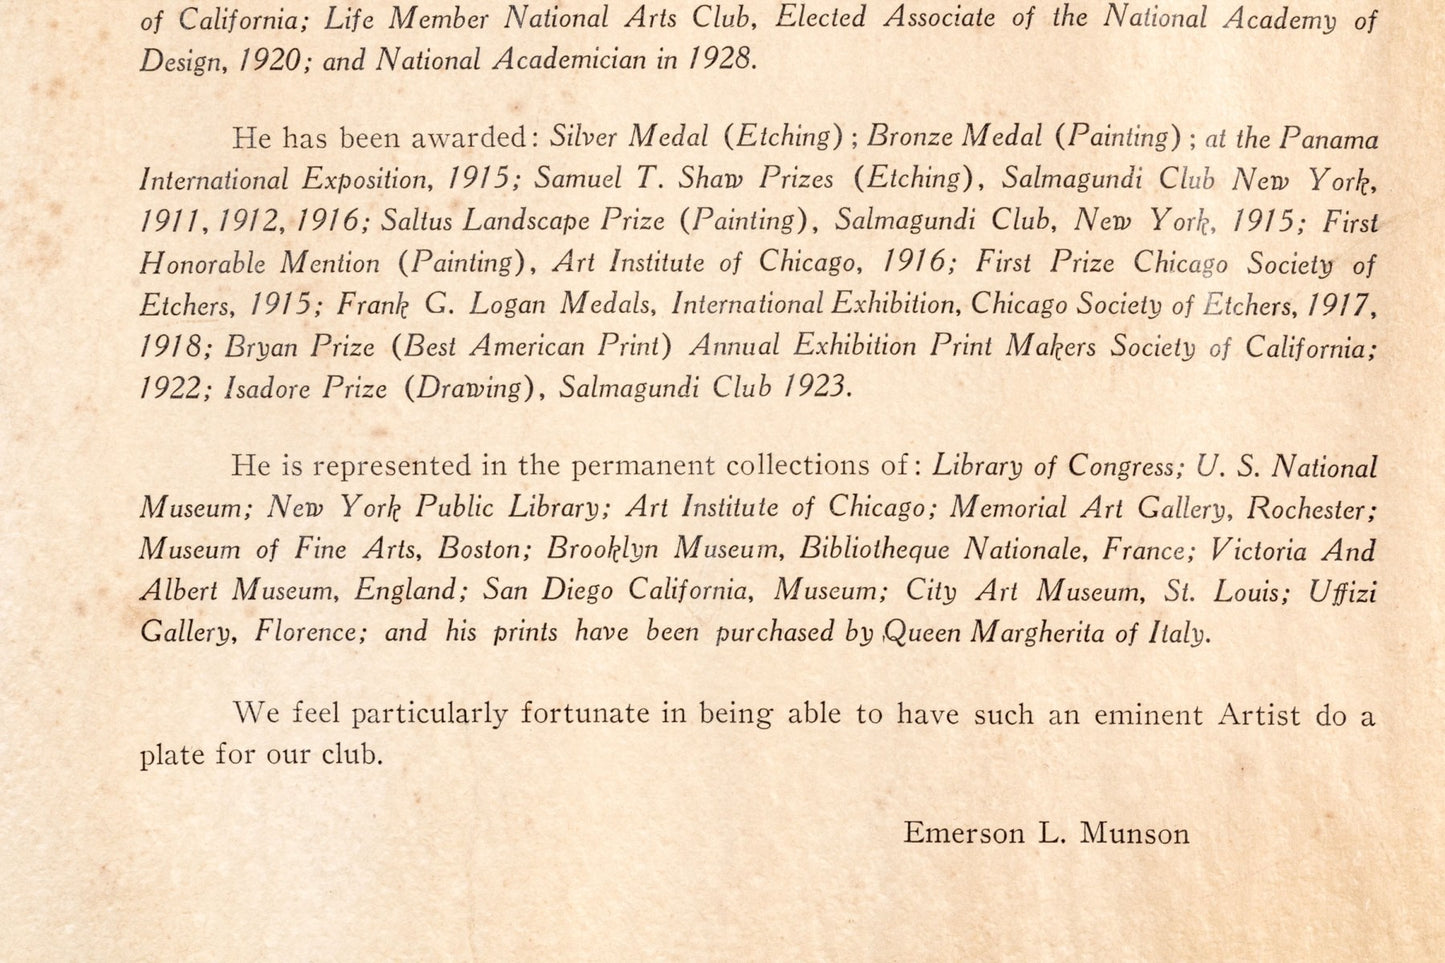 of California; Life Member National Arts Club, Elected Associate of the National Academy of
Design, 1920; and National Academician in 1928.
He has been awarded: Silver Medal (Etching); Bronze Medal (Painting); at the Panama
International Exposition, 1915; Samuel T. Shaw Prizes (Etching), Salmagundi Club New York,
1911, 1912, 1916; Saltus Landscape Prize (Painting), Salmagundi Club, New York, 1915; First
Honorable Mention (Painting), Art Institute of Chicago, 1916; First Prize Chicago Society of
Etchers, 1915; Frank G. Logan Medals, International Exhibition, Chicago Society of Etchers, 1917,
1918; Bryan Prize (Best American Print) Annual Exhibition Print Makers Society of California;
1922; Isadore Prize (Drawing), Salmagundi Club 1923.
He is represented in the permanent collections of: Library of Congress; U. S. National
Museum; New York Public Library; Art Institute of Chicago; Memorial Art Gallery, Rochester;
Museum of Fine Arts, Boston; Brooklyn Museum, Bibliotheque Nationale, France; Victoria And
Albert Museum, England; San Diego California, Museum; City Art Museum, St. Louis; Uffizi
Gallery, Florence; and his prints have been purchased by Queen Margherita of Italy.
We feel particularly fortunate in being able to have such an eminent Artist do a
plate for our club.
Emerson L. Munson